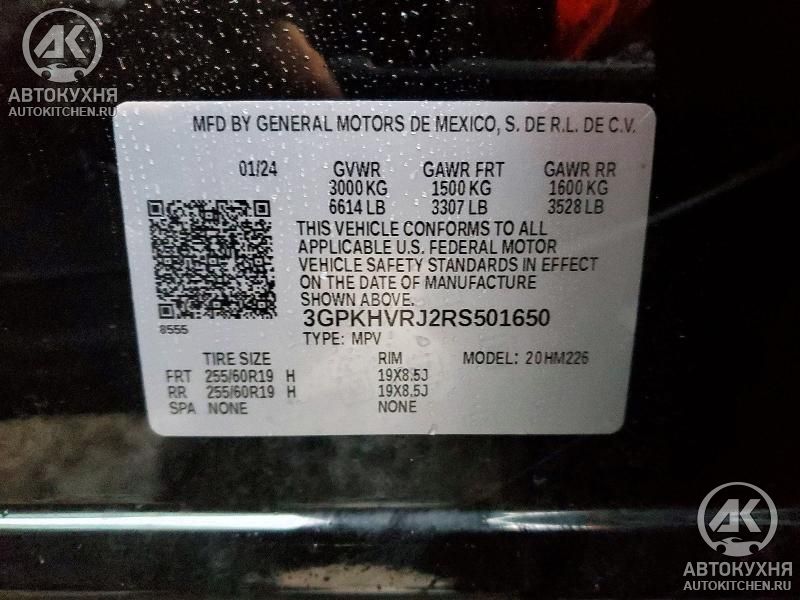 АК
АВТОКУХНЯ
AUTOKITCHEN.RU
MFD BY GENERAL MOTORS DE MEXICO, S. DE R.L. DE C.V.
01/24 GVWR GAWR FRT GAWR RR
3000 KG 1500 KG 1600 KG
6614 LB 3307 LB 3528 LB
THIS VEHICLE CONFORMS TO ALL
APPLICABLE U.S. FEDERAL MOTOR
VEHICLE SAFETY STANDARDS IN EFFECT
ON THE DATE OF MANUFACTURE
SHOWN ABOVE.
8555
3GPKHVRJ2RS501650
TYPE: MPV
TIRE SIZE RIM MODEL: 20HM226
FRT 255/60R19 H 19X8.5J
RR 255/60R19 H 19X8.5J
SPA NONE NONE
АК
АВТОКУХНЯ
AUTOKITCHEN.RU